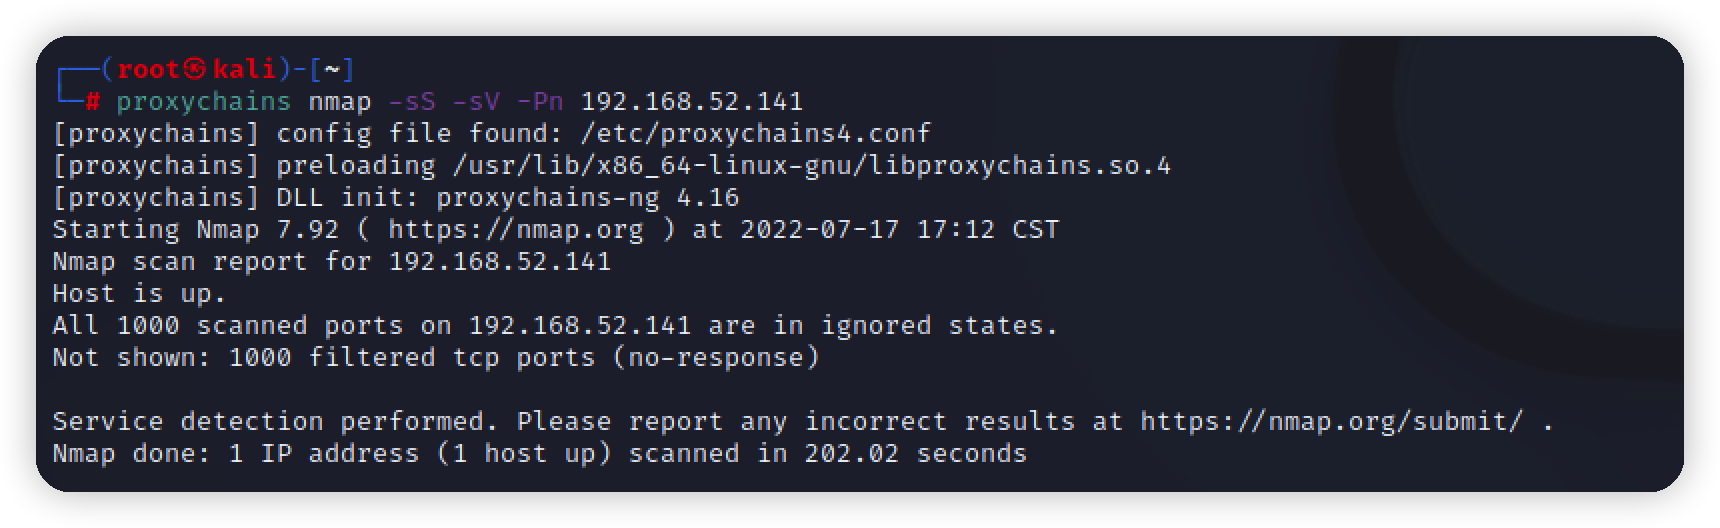 ┌──(root㉿kali)-[~]
└─# proxychains nmap -sS -sV -Pn 192.168.52.141
[proxychains] config file found: /etc/proxychains4.conf
[proxychains] preloading /usr/lib/x86_64-linux-gnu/libproxychains.so.4
[proxychains] DLL init: proxychains-ng 4.16
Starting Nmap 7.92 ( https://nmap.org ) at 2022-07-17 17:12 CST
Nmap scan report for 192.168.52.141
Host is up.
All 1000 scanned ports on 192.168.52.141 are in ignored states.
Not shown: 1000 filtered tcp ports (no-response)

Service detection performed. Please report any incorrect results at https://nmap.org/submit/ .
Nmap done: 1 IP address (1 host up) scanned in 202.02 seconds